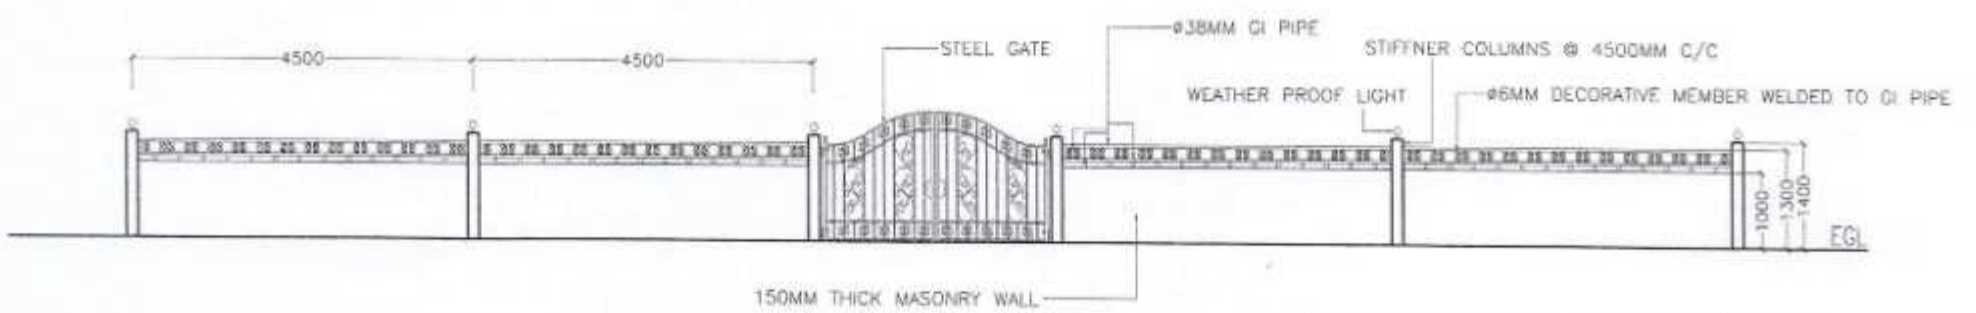 ø38MM GI PIPE
STEEL GATE
STIFFNER COLUMNS @ 4500MM C/C
4500
4500
WEATHER PROOF LIGHT
ø6MM DECORATIVE MEMBER WELDED TO GI PIPE
1000
1300
1400
EGL
150MM THICK MASONRY WALL